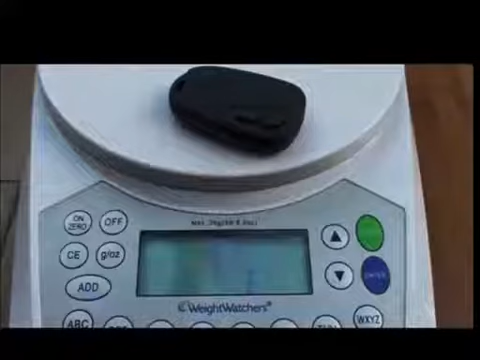 ON
ZERO
OFF
CE
g/oz
ADD
ENTER
WeightWatchers®
ABC
WXYZ